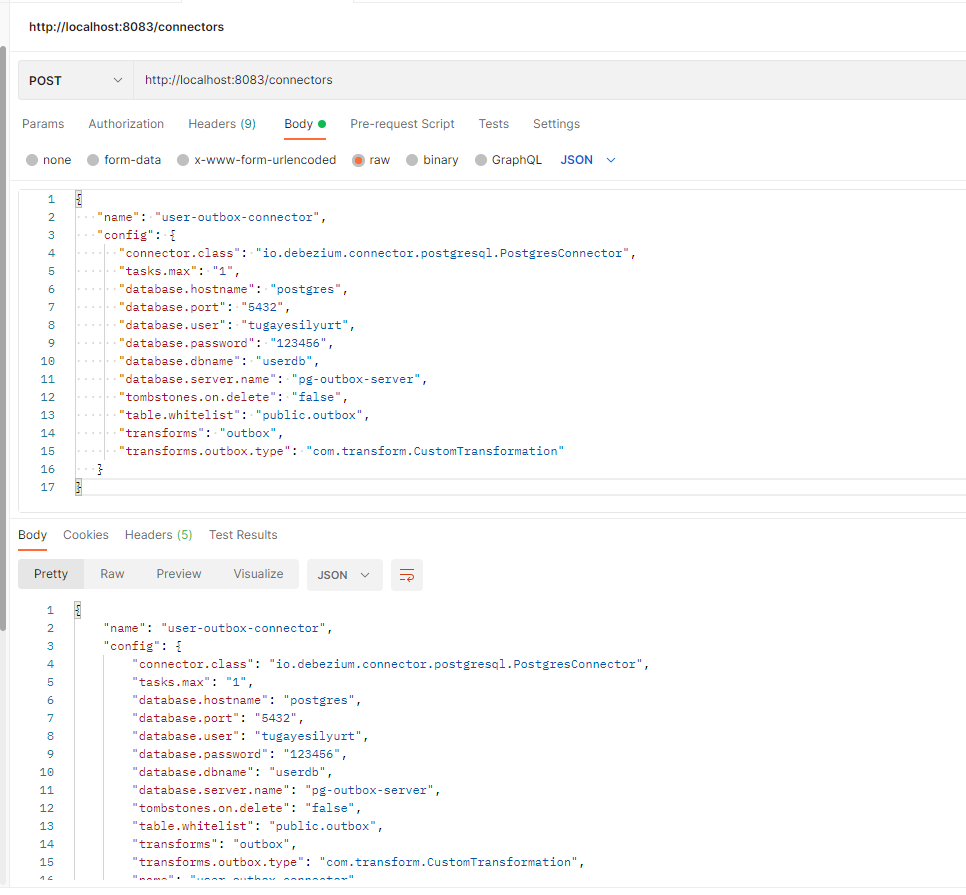 http://localhost:8083/connectors
POST http://localhost:8083/connectors
Params Authorization Headers (9) Body Pre-request Script Tests Settings
none form-data x-www-form-urlencoded raw binary GraphQL JSON
1 {
2 "name": "user-outbox-connector",
3 "config": {
4 "connector.class": "io.debezium.connector.postgresql.PostgresConnector",
5 "tasks.max": "1",
6 "database.hostname": "postgres",
7 "database.port": "5432",
8 "database.user": "tugayesilyurt",
9 "database.password": "123456",
10 "database.dbname": "userdb",
11 "database.server.name": "pg-outbox-server",
12 "tombstones.on.delete": "false",
13 "table.whitelist": "public.outbox",
14 "transforms": "outbox",
15 "transforms.outbox.type": "com.transform.CustomTransformation"
16 }
17 }
Body Cookies Headers (5) Test Results
Pretty Raw Preview Visualize JSON
1 {
2 "name": "user-outbox-connector",
3 "config": {
4 "connector.class": "io.debezium.connector.postgresql.PostgresConnector",
5 "tasks.max": "1",
6 "database.hostname": "postgres",
7 "database.port": "5432",
8 "database.user": "tugayesilyurt",
9 "database.password": "123456",
10 "database.dbname": "userdb",
11 "database.server.name": "pg-outbox-server",
12 "tombstones.on.delete": "false",
13 "table.whitelist": "public.outbox",
14 "transforms": "outbox",
15 "transforms.outbox.type": "com.transform.CustomTransformation",
16 "name": "user-outbox-connector"